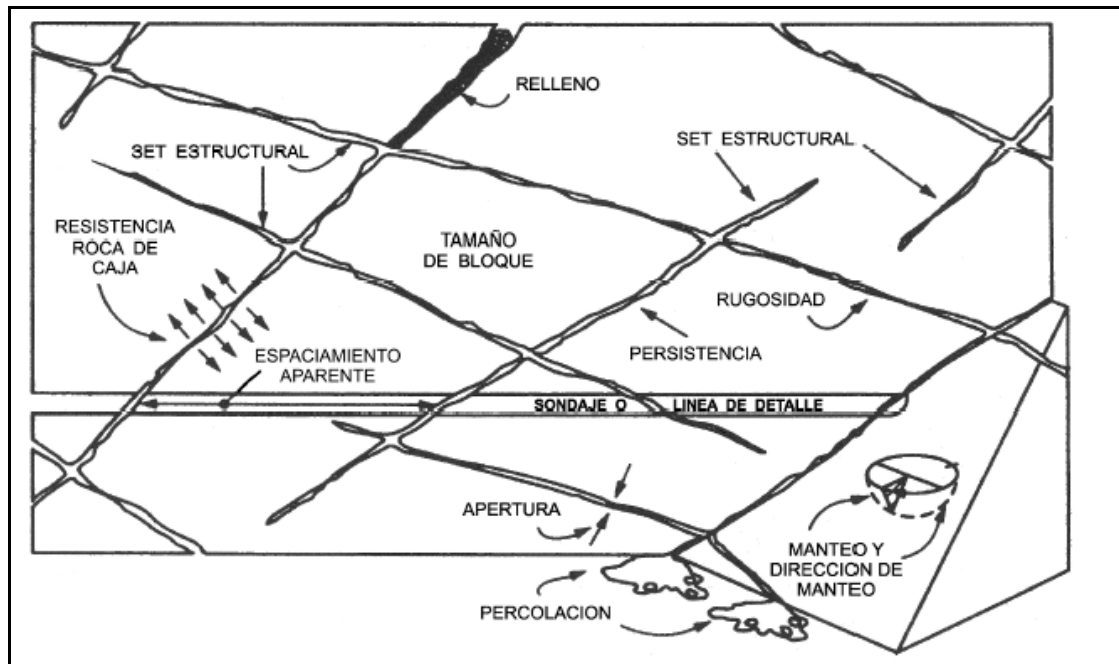 RELLENO
SET ESTRUCTURAL
SET ESTRUCTURAL
RESISTENCIA
ROCA DE
CAJA
TAMAÑO
DE BLOQUE
RUGOSIDAD
PERSISTENCIA
ESPACIAMIENTO
APARENTE
SONDAJE O LINEA DE DETALLE
APERTURA
MANTEO Y
DIRECCION DE
MANTEO
PERCOLACION